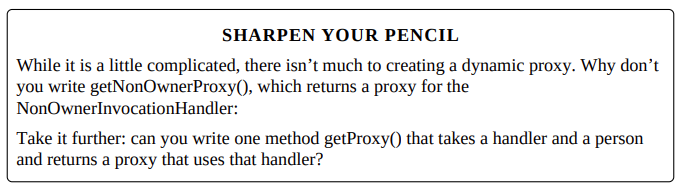 SHARPEN YOUR PENCIL
While it is a little complicated, there isn’t much to creating a dynamic proxy. Why don’t
you write getNonOwnerProxy(), which returns a proxy for the
NonOwnerInvocationHandler:
Take it further: can you write one method getProxy() that takes a handler and a person
and returns a proxy that uses that handler?